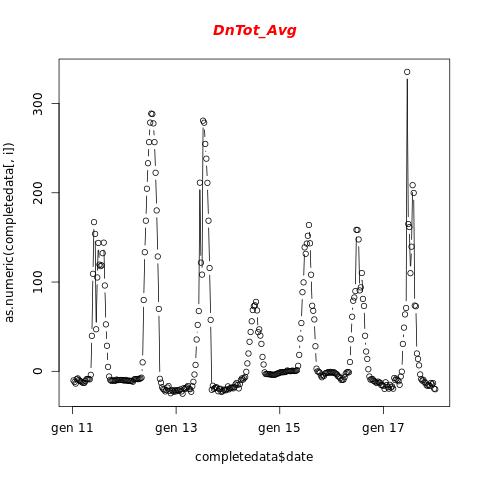 DnTot_Avg
as.numeric(completedata[, i])
300
200
100
0
gen 11
gen 13
gen 15
gen 17
completedata$date